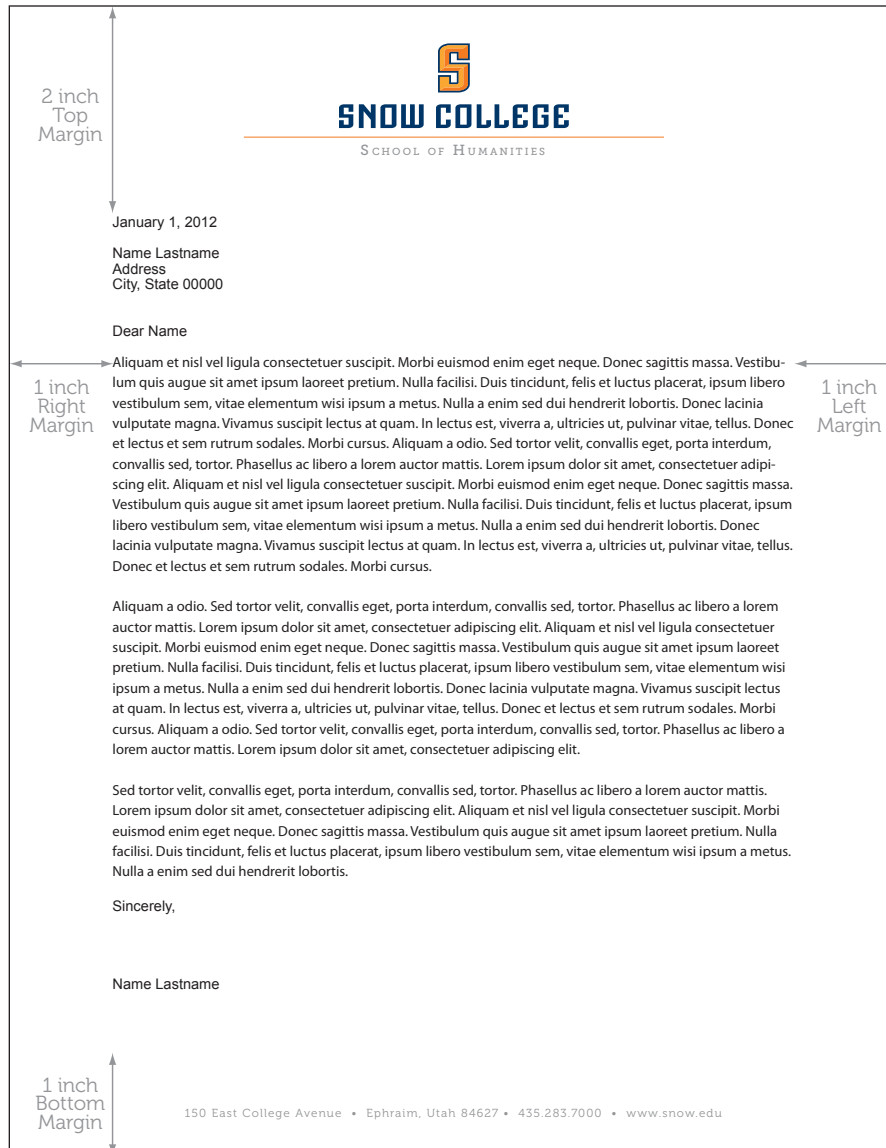 2 inch
Top
Margin
S
SNOW COLLEGE
School of Humanities
January 1, 2012
Name Lastname
Address
City, State 00000
Dear Name
1 inch
Right
Margin
1 inch
Left
Margin
Aliquam et nisl vel ligula consectetuer suscipit. Morbi euismod enim eget neque. Donec sagittis massa. Vestibu-
lum quis augue sit amet ipsum laoreet pretium. Nulla facilisi. Duis tincidunt, felis et luctus placerat, ipsum libero
vestibulum sem, vitae elementum wisi ipsum a metus. Nulla a enim sed dui hendrerit lobortis. Donec lacinia
vulputate magna. Vivamus suscipit lectus at quam. In lectus est, viverra a, ultricies ut, pulvinar vitae, tellus. Donec
et lectus et sem rutrum sodales. Morbi cursus. Aliquam a odio. Sed tortor velit, convallis eget, porta interdum,
convallis sed, tortor. Phasellus ac libero a lorem auctor mattis. Lorem ipsum dolor sit amet, consectetuer adipi-
scing elit. Aliquam et nisl vel ligula consectetuer suscipit. Morbi euismod enim eget neque. Donec sagittis massa.
Vestibulum quis augue sit amet ipsum laoreet pretium. Nulla facilisi. Duis tincidunt, felis et luctus placerat, ipsum
libero vestibulum sem, vitae elementum wisi ipsum a metus. Nulla a enim sed dui hendrerit lobortis. Donec
lacinia vulputate magna. Vivamus suscipit lectus at quam. In lectus est, viverra a, ultricies ut, pulvinar vitae, tellus.
Donec et lectus et sem rutrum sodales. Morbi cursus.
Aliquam a odio. Sed tortor velit, convallis eget, porta interdum, convallis sed, tortor. Phasellus ac libero a lorem
auctor mattis. Lorem ipsum dolor sit amet, consectetuer adipiscing elit. Aliquam et nisl vel ligula consectetuer
suscipit. Morbi euismod enim eget neque. Donec sagittis massa. Vestibulum quis augue sit amet ipsum laoreet
pretium. Nulla facilisi. Duis tincidunt, felis et luctus placerat, ipsum libero vestibulum sem, vitae elementum wisi
ipsum a metus. Nulla a enim sed dui hendrerit lobortis. Donec lacinia vulputate magna. Vivamus suscipit lectus
at quam. In lectus est, viverra a, ultricies ut, pulvinar vitae, tellus. Donec et lectus et sem rutrum sodales. Morbi
cursus. Aliquam a odio. Sed tortor velit, convallis eget, porta interdum, convallis sed, tortor. Phasellus ac libero a
lorem auctor mattis. Lorem ipsum dolor sit amet, consectetuer adipiscing elit.
Sed tortor velit, convallis eget, porta interdum, convallis sed, tortor. Phasellus ac libero a lorem auctor mattis.
Lorem ipsum dolor sit amet, consectetuer adipiscing elit. Aliquam et nisl vel ligula consectetuer suscipit. Morbi
euismod enim eget neque. Donec sagittis massa. Vestibulum quis augue sit amet ipsum laoreet pretium. Nulla
facilisi. Duis tincidunt, felis et luctus placerat, ipsum libero vestibulum sem, vitae elementum wisi ipsum a metus.
Nulla a enim sed dui hendrerit lobortis.
Sincerely,
Name Lastname
1 inch
Bottom
Margin
150 East College Avenue • Ephraim, Utah 84627 • 435.283.7000 • www.snow.edu